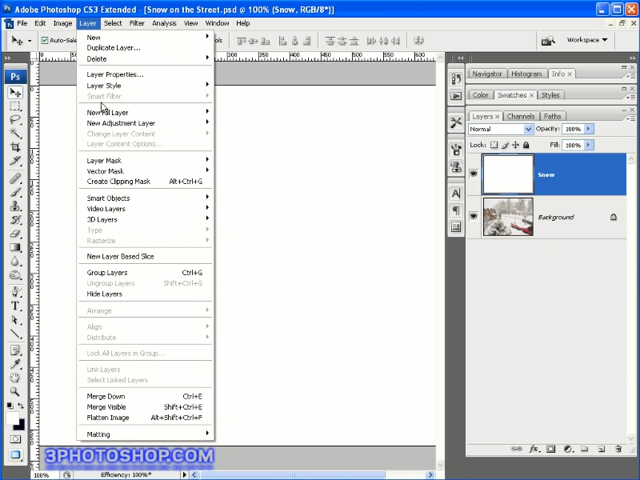 Adobe Photoshop CS3 Extended - [Snow on the Street.psd @ 100% (Snow, RGB/8*)]
File Edit Image Layer Select Filter Analysis View Window Help
Workspace
New
Duplicate Layer...
Delete
Layer Properties...
Layer Style
Smart Filter
New Fill Layer
New Adjustment Layer
Change Layer Content
Layer Content Options...
Layer Mask
Vector Mask
Create Clipping Mask Alt+Ctrl+G
Smart Objects
Video Layers
3D Layers
Type
Rasterize
New Layer Based Slice
Group Layers Ctrl+G
Ungroup Layers Shift+Ctrl+G
Hide Layers
Arrange
Align
Distribute
Lock All Layers in Group...
Link Layers
Select Linked Layers
Merge Down Ctrl+E
Merge Visible Shift+Ctrl+E
Flatten Image Alt+Shift+Ctrl+F
Matting
Navigator Histogram Info
Color Swatches Styles
Layers Channels Paths
Normal Opacity: 100%
Lock: Fill: 100%
Snow
Background
3PHOTOSHOP.COM
100% Efficiency: 100%*